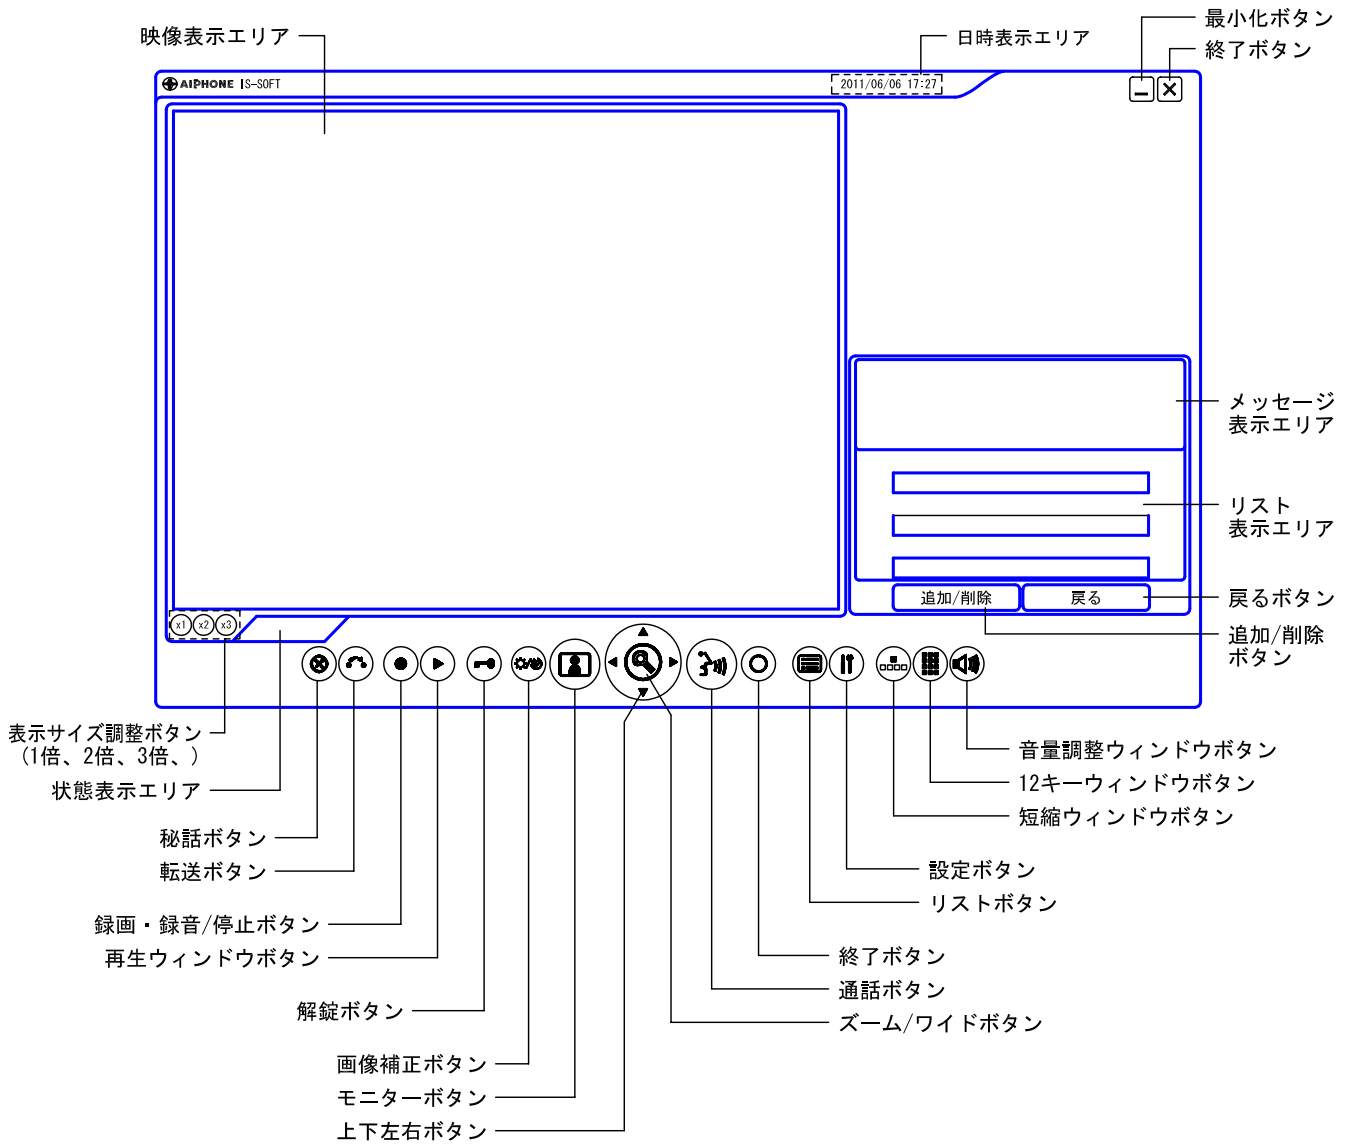 最小化ボタン
映像表示エリア
日時表示エリア
終了ボタン
AIPHONE IS-SOFT
2011/06/06 17:27
メッセージ
表示エリア
リスト
表示エリア
追加/削除
戻る
戻るボタン
x1 x2 x3
追加/削除
ボタン
表示サイズ調整ボタン
(1倍、2倍、3倍、)
状態表示エリア
音量調整ウィンドウボタン
12キーウィンドウボタン
短縮ウィンドウボタン
秘話ボタン
転送ボタン
設定ボタン
リストボタン
録画・録音/停止ボタン
再生ウィンドウボタン
終了ボタン
通話ボタン
解錠ボタン
ズーム/ワイドボタン
画像補正ボタン
モニターボタン
上下左右ボタン